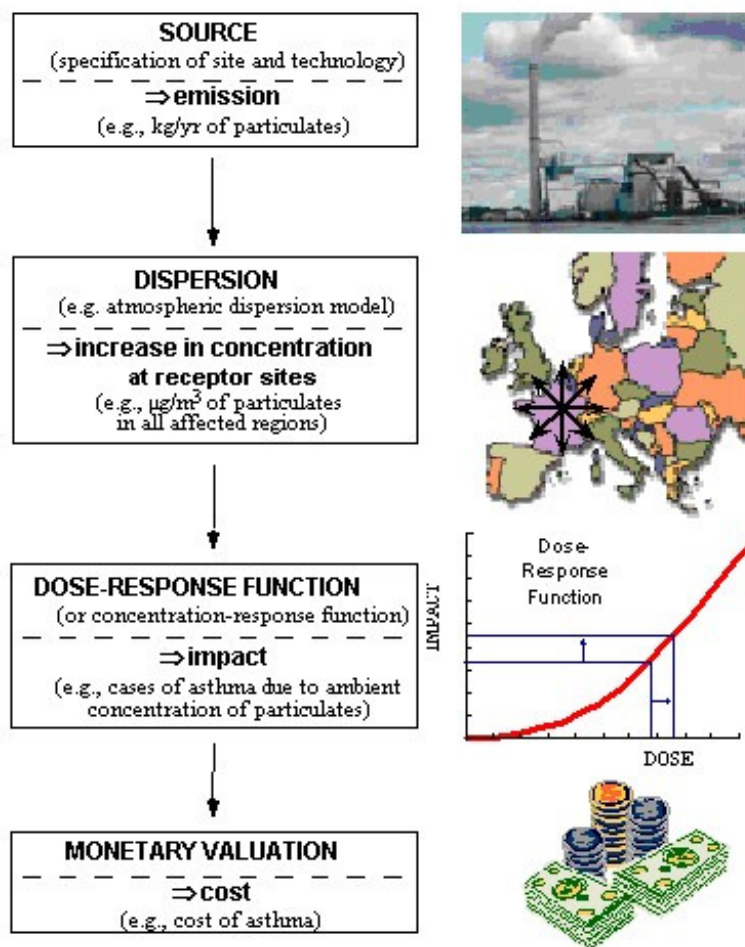 SOURCE
(specification of site and technology)
⇒emission
(e.g., kg/yr of particulates)
DISPERSION
(e.g. atmospheric dispersion model)
⇒increase in concentration
at receptor sites
(e.g., µg/m³ of particulates
in all affected regions)
DOSE-RESPONSE FUNCTION
(or concentration-response function)
⇒impact
(e.g., cases of asthma due to ambient
concentration of particulates)
Dose-
Response
Function
IMPACT
DOSE
MONETARY VALUATION
⇒cost
(e.g., cost of asthma)